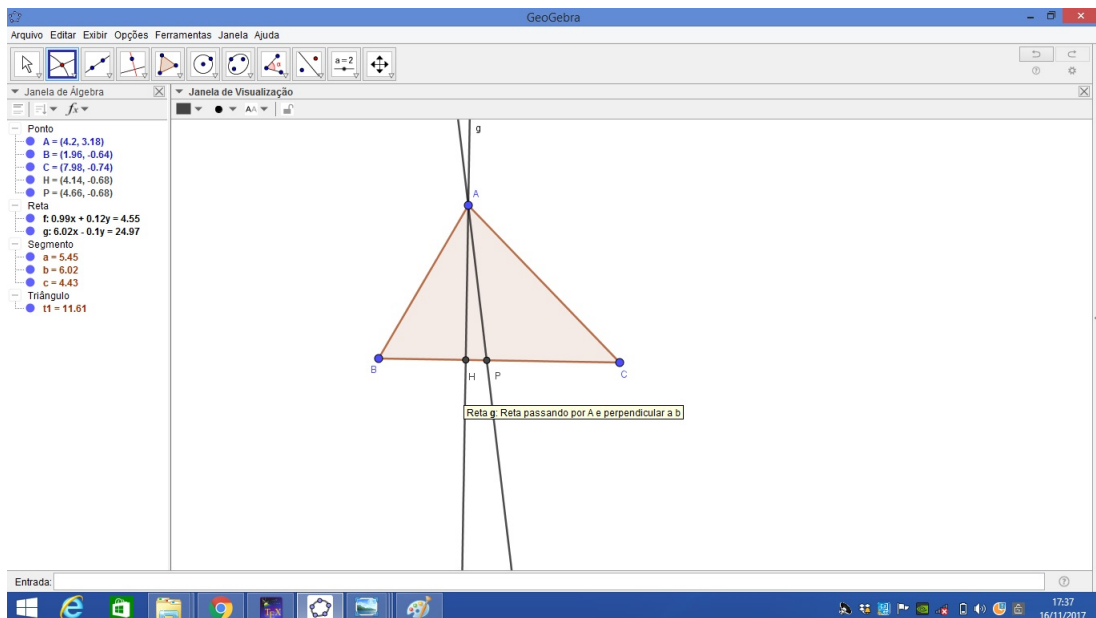 GeoGebra
Arquivo Editar Exibir Opções Ferramentas Janela Ajuda
a=2
Janela de Álgebra
Janela de Visualização
fx
AA
Ponto
A = (4.2, 3.18)
B = (1.96, -0.64)
C = (7.98, -0.74)
H = (4.14, -0.68)
P = (4.66, -0.68)
Reta
f: 0.99x + 0.12y = 4.55
g: 6.02x - 0.1y = 24.97
Segmento
a = 5.45
b = 6.02
c = 4.43
Triângulo
t1 = 11.61
g
A
B
H
P
C
Reta g: Reta passando por A e perpendicular a b
Entrada:
TpX
17:37
16/11/2017